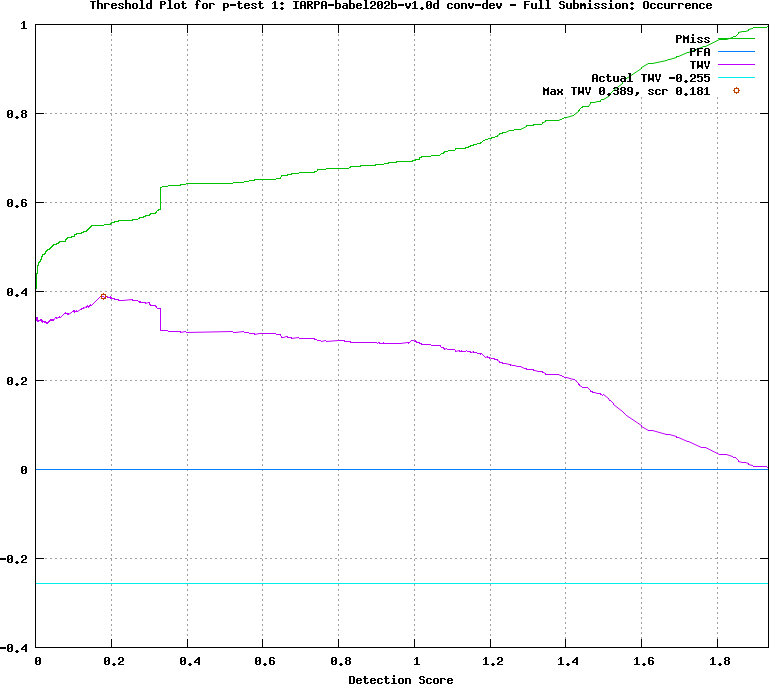 Threshold Plot for p-test 1: IARPA-babel202b-v1.0d conv-dev - Full Submission: Occurrence
PMiss
PFA
TWV
Actual TWV -0.255
Max TWV 0.389, scr 0.181
1
0.8
0.6
0.4
0.2
0
-0.2
-0.4
0 0.2 0.4 0.6 0.8 1 1.2 1.4 1.6 1.8
Detection Score